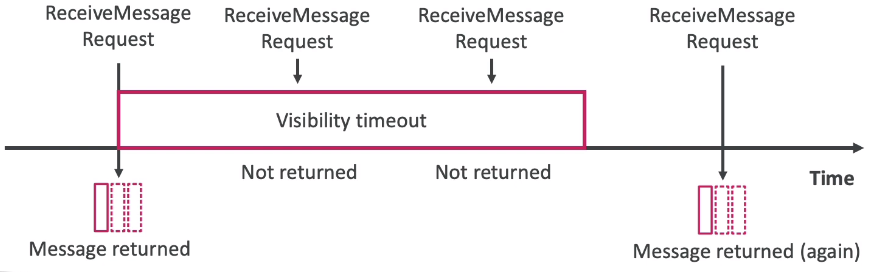 ReceiveMessage
Request
ReceiveMessage
Request
ReceiveMessage
Request
ReceiveMessage
Request
Visibility timeout
Not returned
Not returned
Time
Message returned
Message returned (again)